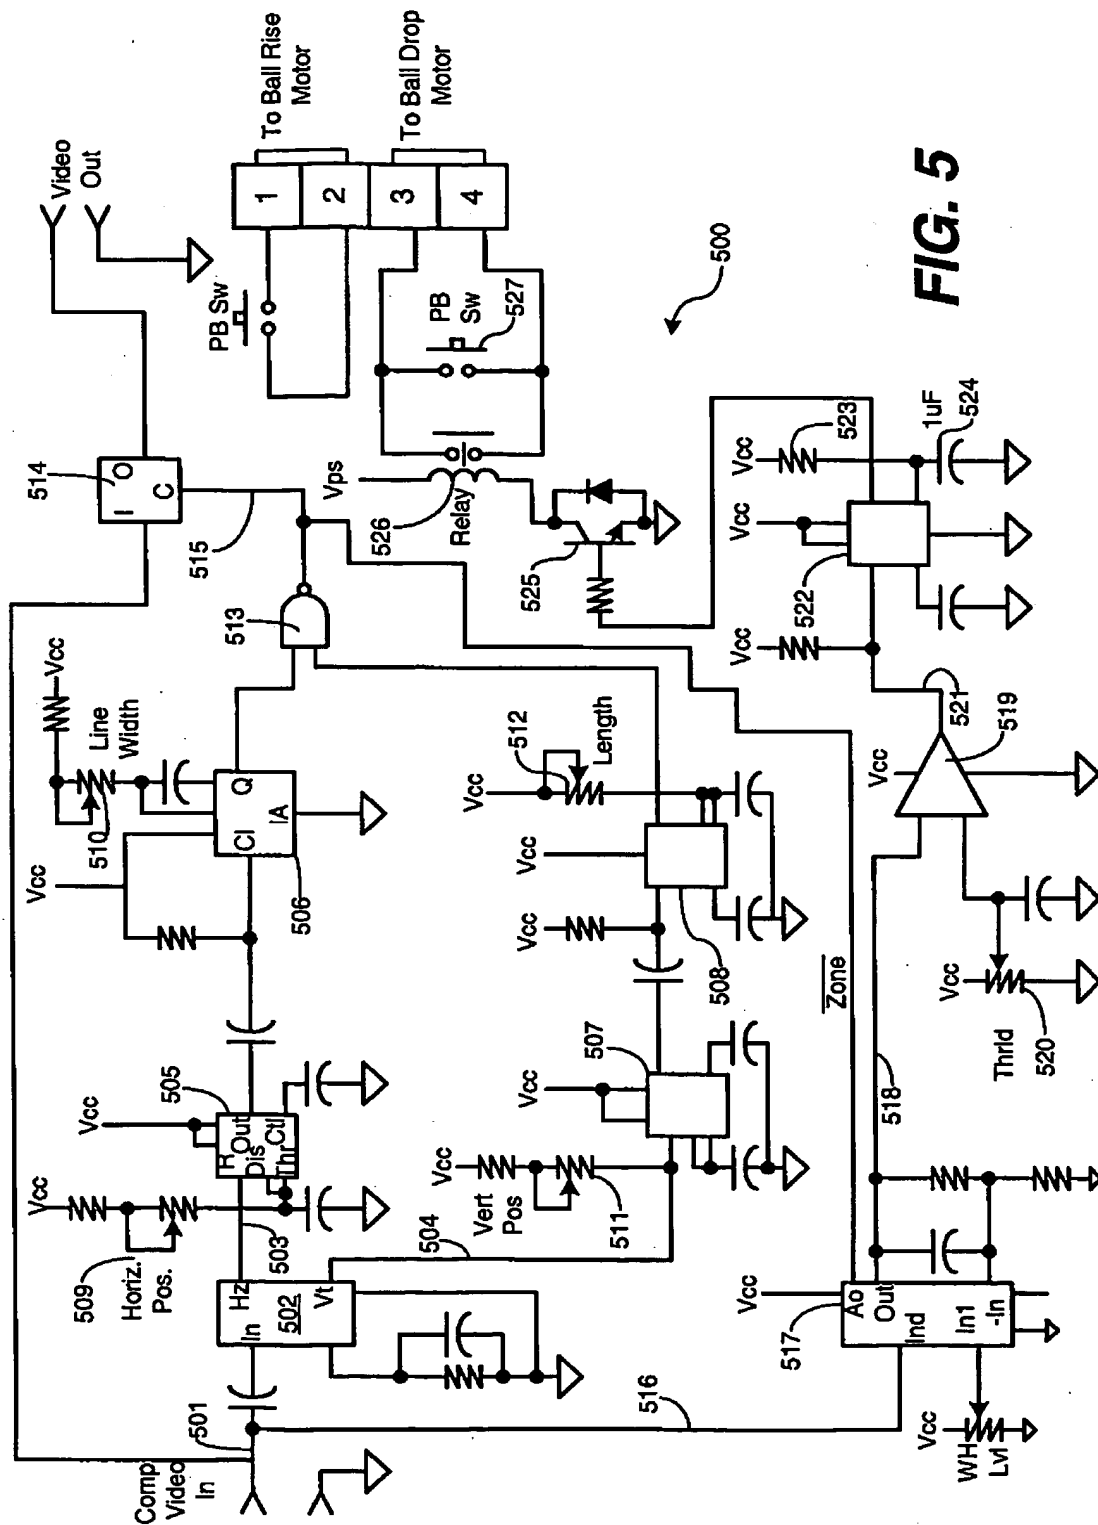 FIG. 5
500
Comp
Video
In
501
In
Hz
502
Vt
503
504
Vcc
509
Horiz.
Pos.
Vcc
505
R
Out
Dis
Thr
Ctl
Vcc
510
Line
Width
Vcc
Cl
Q
IA
506
Vcc
Vert
Pos
511
Vcc
507
Vcc
Vcc
508
Vcc
512
Length
513
515
514
I
O
C
Video
Out
PB Sw
1
2
3
4
To Ball Rise
Motor
To Ball Drop
Motor
PB
Sw
527
Vps
526
Relay
525
516
Vcc
WH
Lvl
Vcc
517
Ao
Out
Ind
In1
-In
Zone
518
Vcc
Thrld
520
Vcc
519
521
Vcc
522
Vcc
Vcc
523
1uF
524